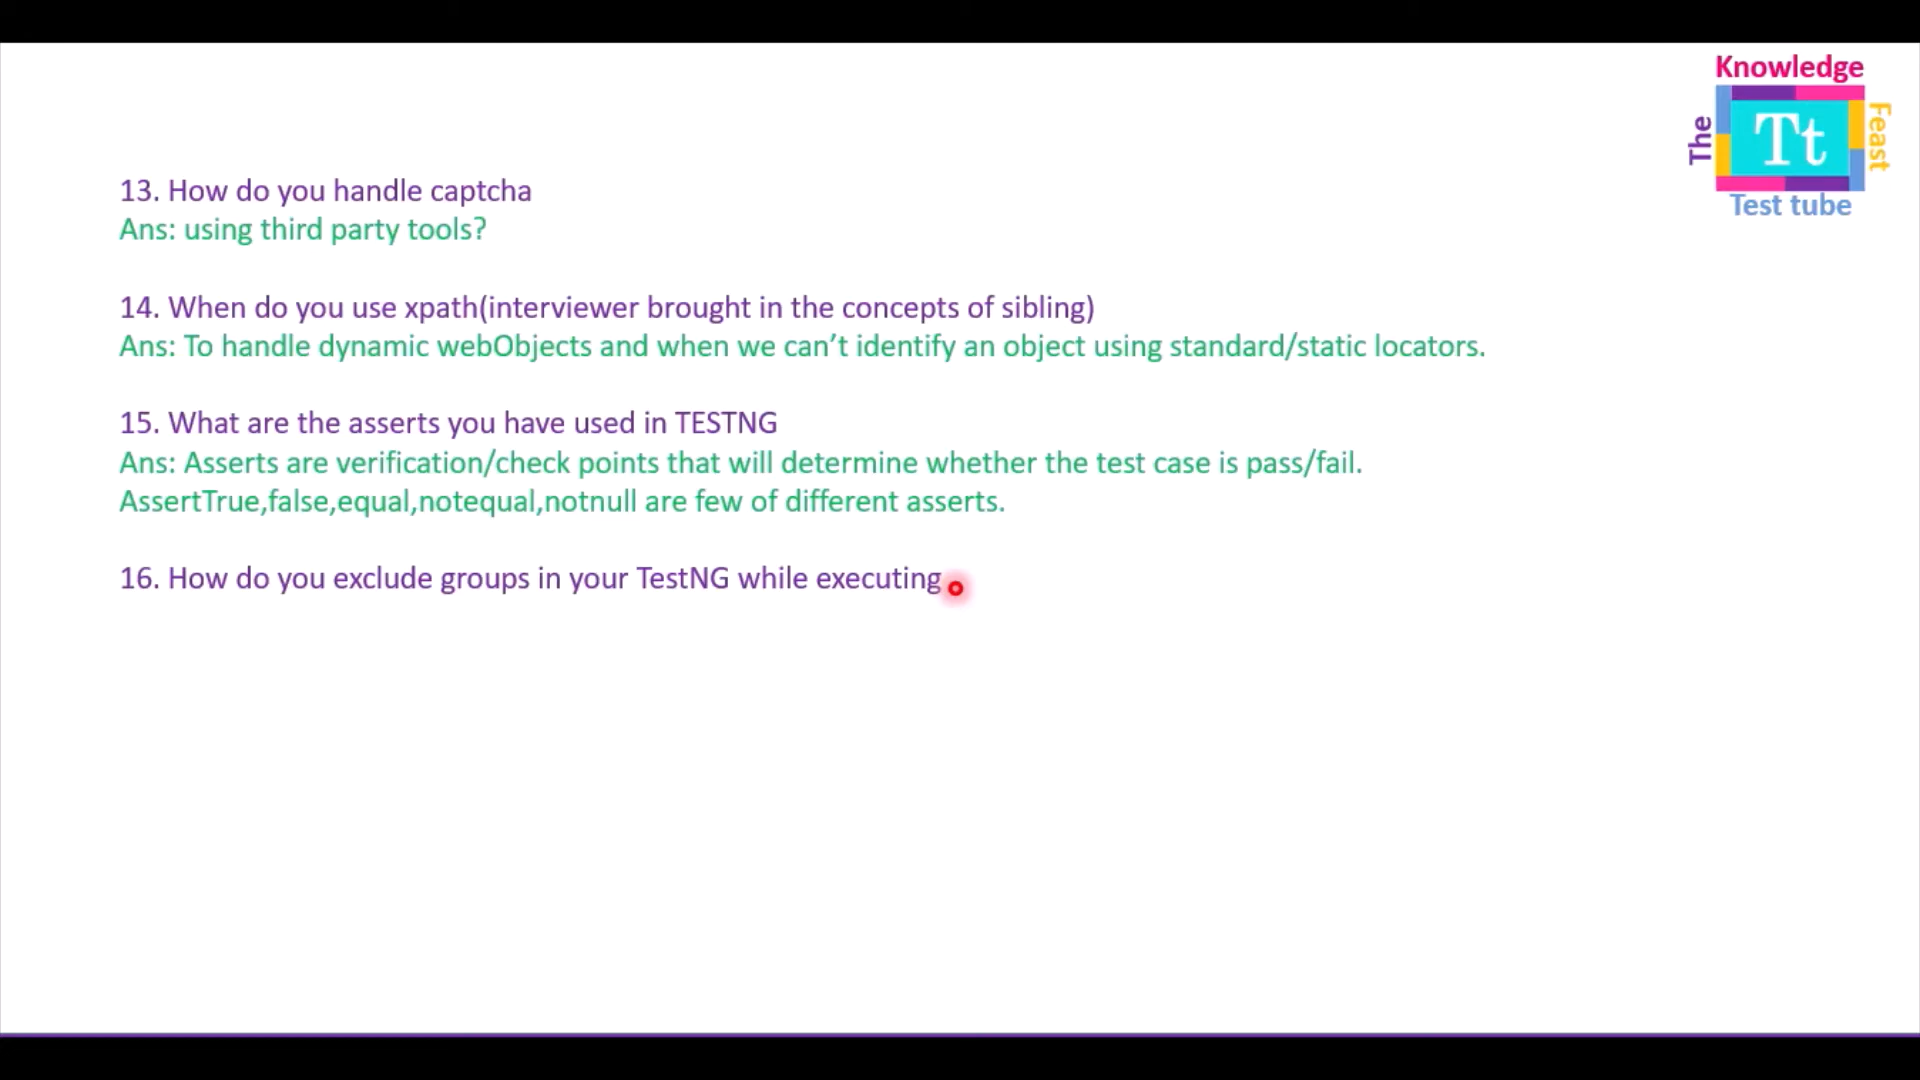 Knowledge
The
Tt
Feast
Test tube
13. How do you handle captcha
Ans: using third party tools?
14. When do you use xpath(interviewer brought in the concepts of sibling)
Ans: To handle dynamic webObjects and when we can’t identify an object using standard/static locators.
15. What are the asserts you have used in TESTNG
Ans: Asserts are verification/check points that will determine whether the test case is pass/fail.
AssertTrue,false,equal,notequal,notnull are few of different asserts.
16. How do you exclude groups in your TestNG while executing